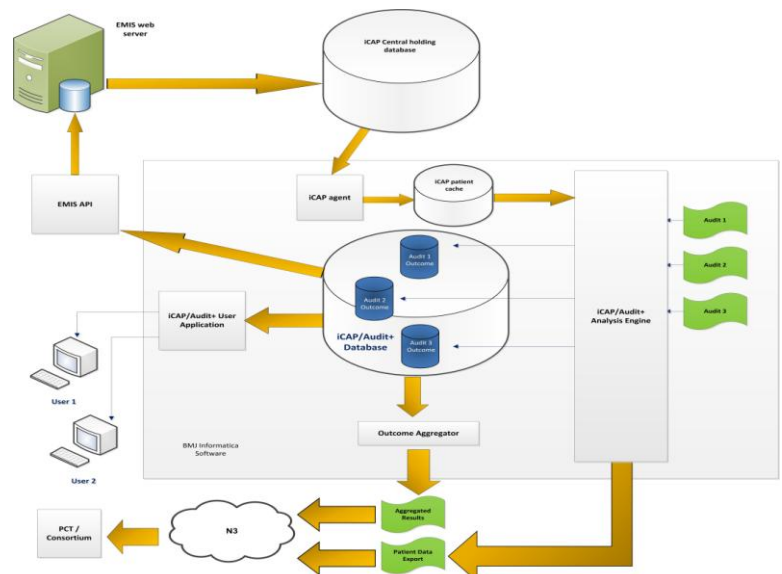 EMIS web
server
iCAP Central holding
database
EMIS API
iCAP agent
iCAP patient
cache
Audit 1
Audit 2
Audit 3
iCAP/Audit+
Analysis Engine
Audit 1
Outcome
Audit 2
Outcome
Audit 3
Outcome
iCAP/Audit+
Database
iCAP/Audit+ User
Application
User 1
User 2
BMJ Informatica
Software
Outcome Aggregator
Aggregated
Results
Patient Data
Export
N3
PCT /
Consortium